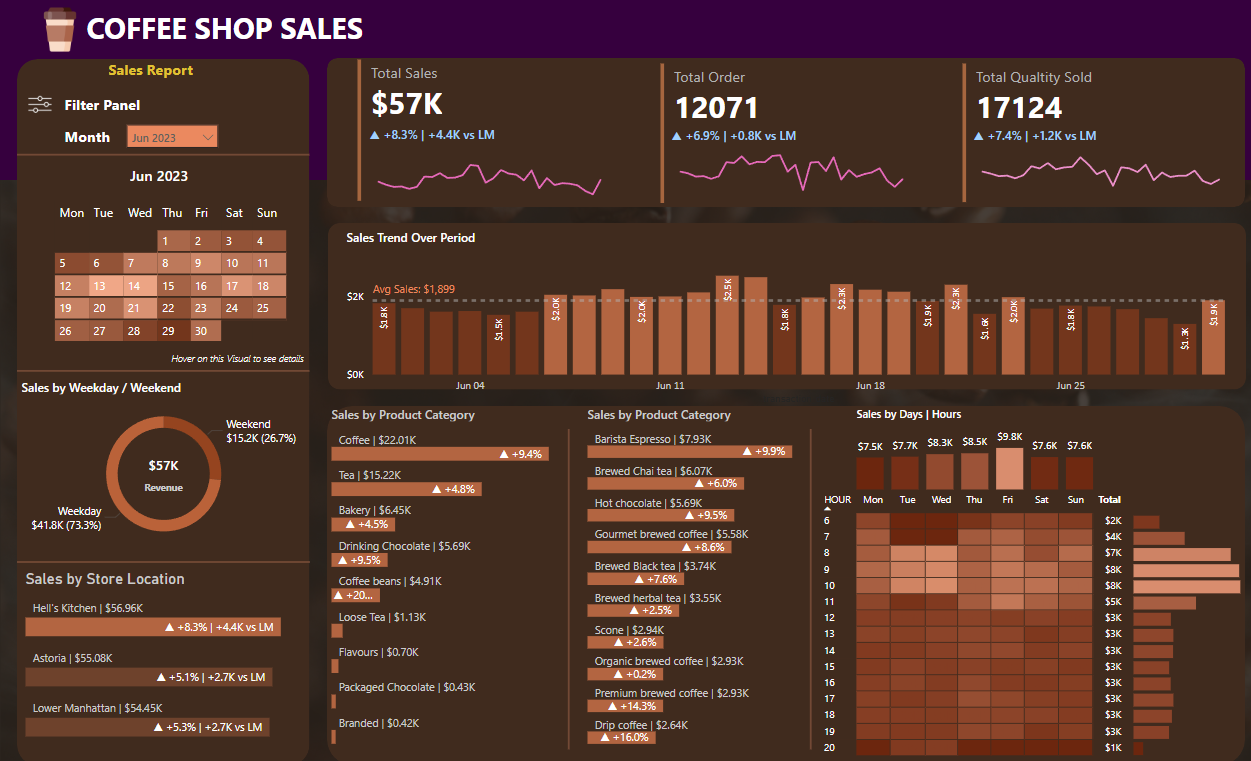 COFFEE SHOP SALES
Sales Report
Filter Panel
Month
Jun 2023
Jun 2023
Mon Tue Wed Thu Fri Sat Sun
1 2 3 4
5 6 7 8 9 10 11
12 13 14 15 16 17 18
19 20 21 22 23 24 25
26 27 28 29 30
Hover on this Visual to see details
Sales by Weekday / Weekend
Weekend
$15.2K (26.7%)
$57K
Revenue
Weekday
$41.8K (73.3%)
Sales by Store Location
Hell's Kitchen | $56.96K
▲ +8.3% | +4.4K vs LM
Astoria | $55.08K
▲ +5.1% | +2.7K vs LM
Lower Manhattan | $54.45K
▲ +5.3% | +2.7K vs LM
Total Sales
$57K
▲ +8.3% | +4.4K vs LM
Total Order
12071
▲ +6.9% | +0.8K vs LM
Total Qualtity Sold
17124
▲ +7.4% | +1.2K vs LM
Sales Trend Over Period
Avg Sales: $1,899
$2K
$0K
$1.8K $1.5K $2.0K $2.0K $2.5K $1.8K $2.3K $1.9K $2.3K $1.6K $2.0K $1.8K $1.3K $1.9K
Jun 04 Jun 11 Jun 18 Jun 25
Sales by Product Category
Coffee | $22.01K
▲ +9.4%
Tea | $15.22K
▲ +4.8%
Bakery | $6.45K
▲ +4.5%
Drinking Chocolate | $5.69K
▲ +9.5%
Coffee beans | $4.91K
▲ +20...
Loose Tea | $1.13K
Flavours | $0.70K
Packaged Chocolate | $0.43K
Branded | $0.42K
Sales by Product Category
Barista Espresso | $7.93K
▲ +9.9%
Brewed Chai tea | $6.07K
▲ +6.0%
Hot chocolate | $5.69K
▲ +9.5%
Gourmet brewed coffee | $5.58K
▲ +8.6%
Brewed Black tea | $3.74K
▲ +7.6%
Brewed herbal tea | $3.55K
▲ +2.5%
Scone | $2.94K
▲ +2.6%
Organic brewed coffee | $2.93K
▲ +0.2%
Premium brewed coffee | $2.93K
▲ +14.3%
Drip coffee | $2.64K
▲ +16.0%
Sales by Days | Hours
$7.5K $7.7K $8.3K $8.5K $9.8K $7.6K $7.6K
HOUR Mon Tue Wed Thu Fri Sat Sun Total
6 $2K
7 $4K
8 $7K
9 $8K
10 $8K
11 $5K
12 $3K
13 $3K
14 $3K
15 $3K
16 $3K
17 $3K
18 $3K
19 $3K
20 $1K